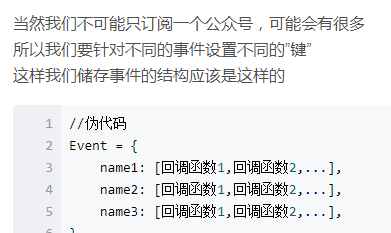 当然我们不可能只订阅一个公众号，可能会有很多
所以我们要针对不同的事件设置不同的”键”
这样我们储存事件的结构应该是这样的
1 //伪代码
2 Event = {
3 name1: [回调函数1,回调函数2,...],
4 name2: [回调函数1,回调函数2,...],
5 name3: [回调函数1,回调函数2,...],